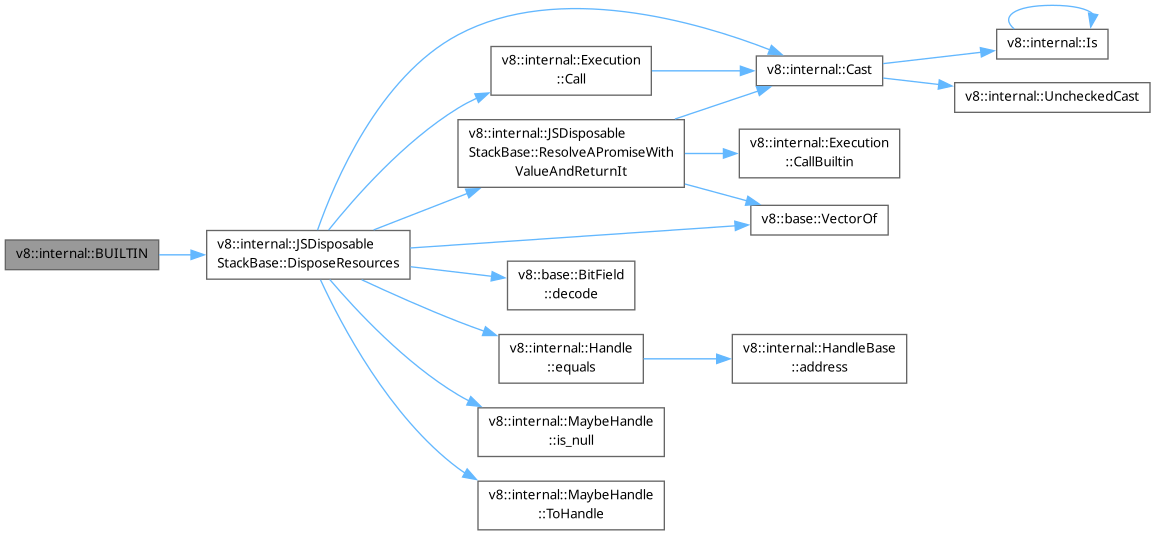 v8::internal::BUILTIN
v8::internal::JSDisposable
StackBase::DisposeResources
v8::internal::Execution
::Call
v8::internal::JSDisposable
StackBase::ResolveAPromiseWith
ValueAndReturnIt
v8::base::BitField
::decode
v8::internal::Handle
::equals
v8::internal::MaybeHandle
::is_null
v8::internal::MaybeHandle
::ToHandle
v8::internal::Cast
v8::internal::Execution
::CallBuiltin
v8::base::VectorOf
v8::internal::HandleBase
::address
v8::internal::Is
v8::internal::UncheckedCast